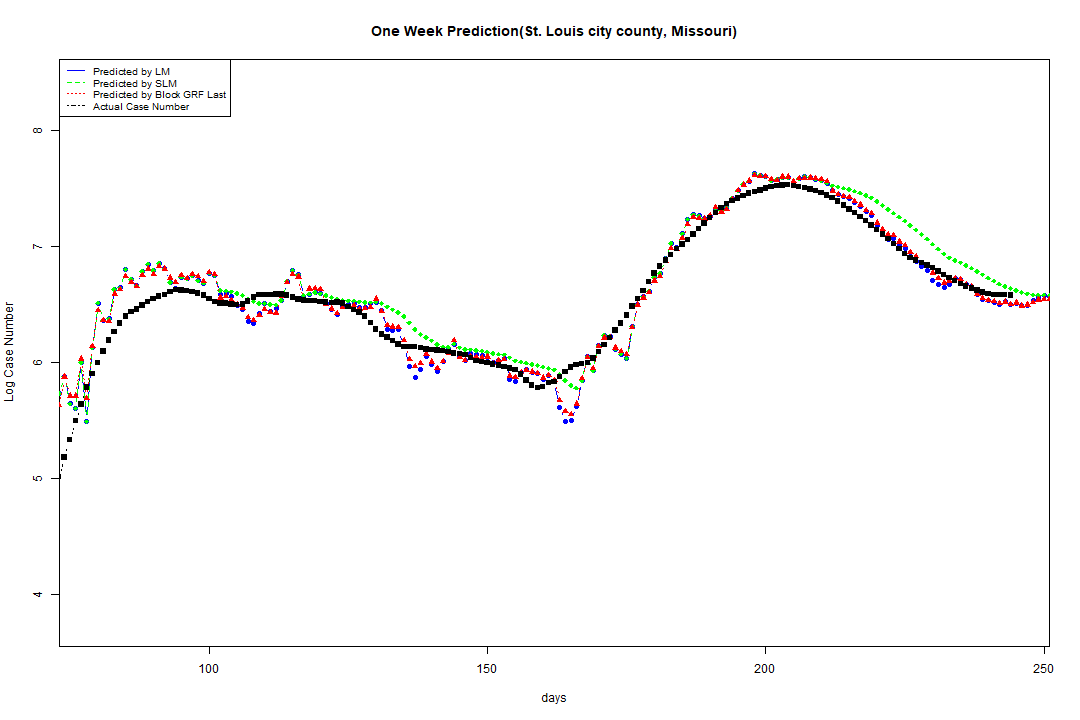 One Week Prediction(St. Louis city county, Missouri)
Predicted by LM
Predicted by SLM
Predicted by Block GRF Last
Actual Case Number
8
7
6
5
4
Log Case Number
100 150 200 250
days